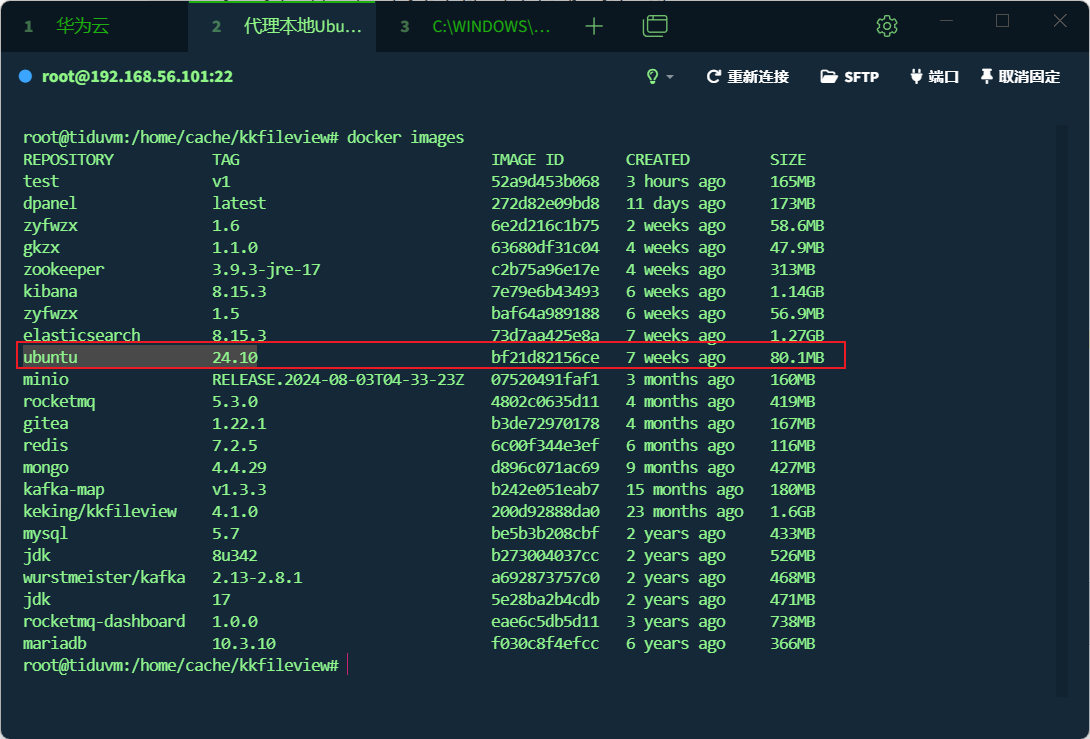 1 华为云 2 代理本地Ubu... 3 C:\WINDOWS\...
root@192.168.56.101:22 重新连接 SFTP 端口 取消固定
root@tiduvm:/home/cache/kkfileview# docker images
REPOSITORY TAG IMAGE ID CREATED SIZE
test v1 52a9d453b068 3 hours ago 165MB
dpanel latest 272d82e09bd8 11 days ago 173MB
zyfwzx 1.6 6e2d216c1b75 2 weeks ago 58.6MB
gkzx 1.1.0 63680df31c04 4 weeks ago 47.9MB
zookeeper 3.9.3-jre-17 c2b75a96e17e 4 weeks ago 313MB
kibana 8.15.3 7e79e6b43493 6 weeks ago 1.14GB
zyfwzx 1.5 baf64a989188 6 weeks ago 56.9MB
elasticsearch 8.15.3 73d7aa425e8a 7 weeks ago 1.27GB
ubuntu 24.10 bf21d82156ce 7 weeks ago 80.1MB
minio RELEASE.2024-08-03T04-33-23Z 07520491faf1 3 months ago 160MB
rocketmq 5.3.0 4802c0635d11 4 months ago 419MB
gitea 1.22.1 b3de72970178 4 months ago 167MB
redis 7.2.5 6c00f344e3ef 6 months ago 116MB
mongo 4.4.29 d896c071ac69 9 months ago 427MB
kafka-map v1.3.3 b242e051eab7 15 months ago 180MB
keking/kkfileview 4.1.0 200d92888da0 23 months ago 1.6GB
mysql 5.7 be5b3b208cbf 2 years ago 433MB
jdk 8u342 b273004037cc 2 years ago 526MB
wurstmeister/kafka 2.13-2.8.1 a692873757c0 2 years ago 468MB
jdk 17 5e28ba2b4cdb 2 years ago 471MB
rocketmq-dashboard 1.0.0 eae6c5db5d11 3 years ago 738MB
mariadb 10.3.10 f030c8f4efcc 6 years ago 366MB
root@tiduvm:/home/cache/kkfileview#